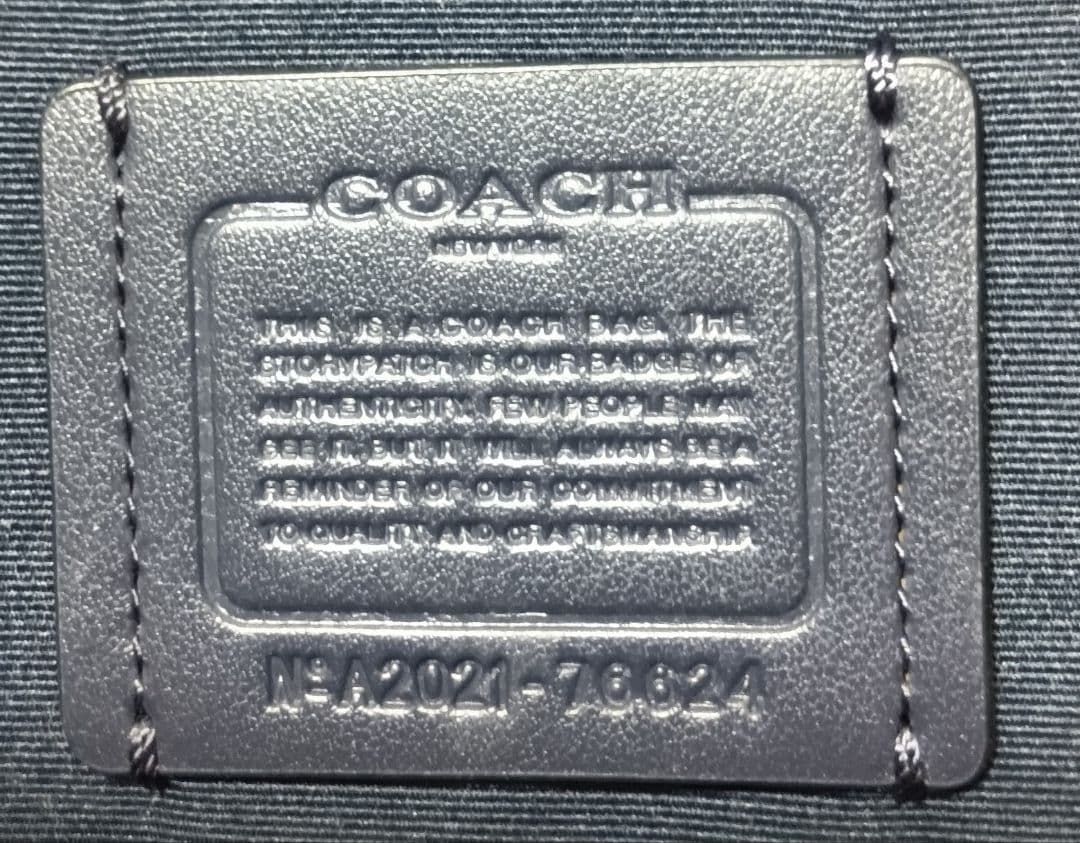 COACH
NEW YORK
THIS IS A COACH BAG. THE
STORYPATCH IS OUR BADGE OF
AUTHENTICITY. FEW PEOPLE MAY
SEE IT, BUT IT WILL ALWAYS BE A
REMINDER OF OUR COMMITMENT
TO QUALITY AND CRAFTSMANSHIP.
Nº A2021-76624